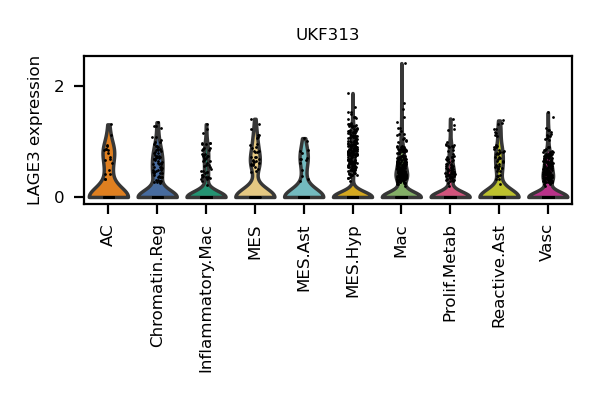 UKF313
LAGE3 expression
2
0
AC
Chromatin.Reg
Inflammatory.Mac
MES
MES.Ast
MES.Hyp
Mac
Prolif.Metab
Reactive.Ast
Vasc